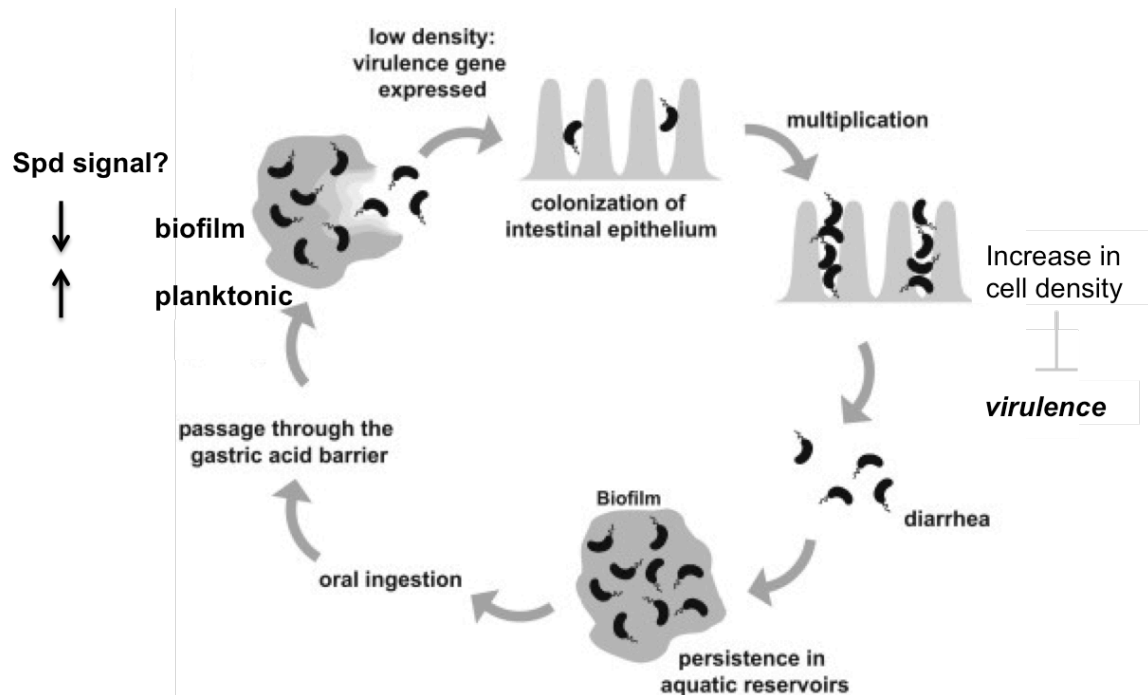 low density:
virulence gene
expressed
Spd signal?
biofilm
planktonic
colonization of
intestinal epithelium
multiplication
Increase in
cell density
virulence
diarrhea
Biofilm
persistence in
aquatic reservoirs
oral ingestion
passage through the
gastric acid barrier